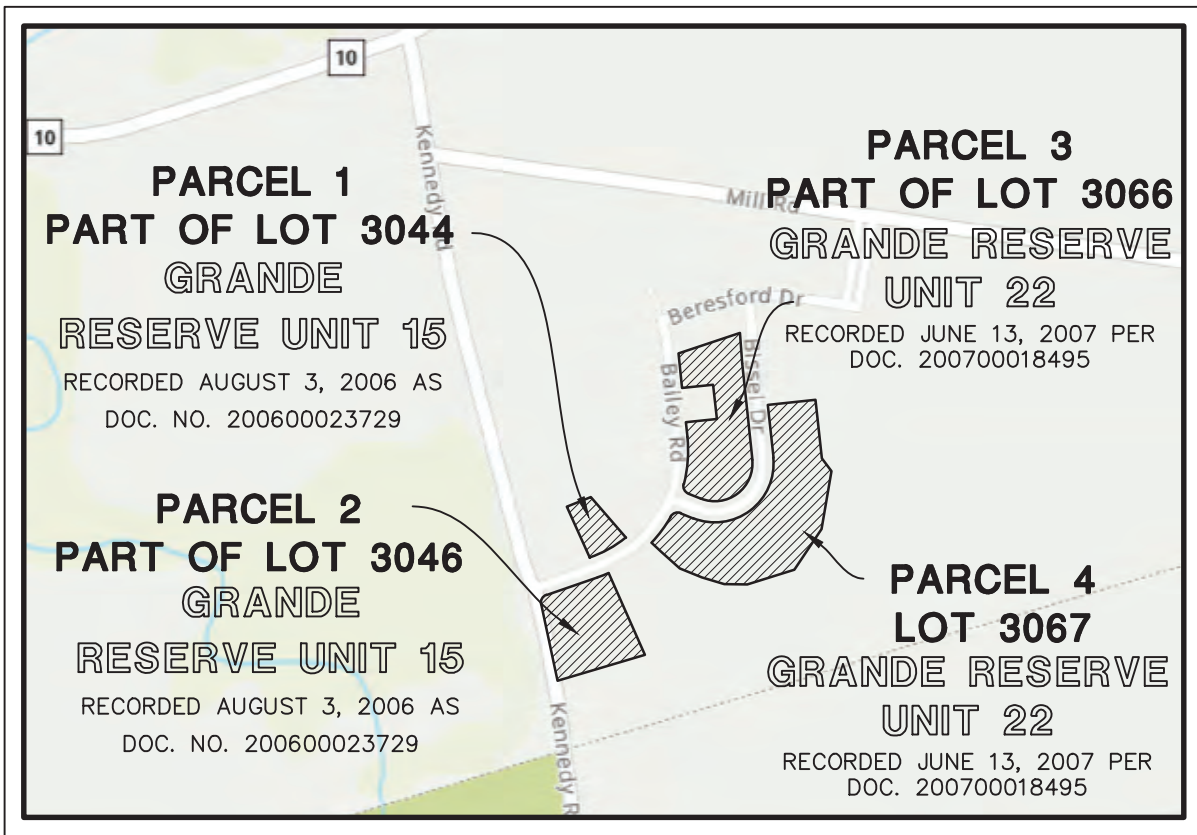 10
10
Kennedy Rd
Mill Rd
PARCEL 1
PART OF LOT 3044
GRANDE
RESERVE UNIT 15
RECORDED AUGUST 3, 2006 AS
DOC. NO. 200600023729
PARCEL 3
PART OF LOT 3066
GRANDE RESERVE
UNIT 22
RECORDED JUNE 13, 2007 PER
DOC. 200700018495
Beresford Dr
Bissel Dr
Bailey Rd
PARCEL 2
PART OF LOT 3046
GRANDE
RESERVE UNIT 15
RECORDED AUGUST 3, 2006 AS
DOC. NO. 200600023729
PARCEL 4
LOT 3067
GRANDE RESERVE
UNIT 22
RECORDED JUNE 13, 2007 PER
DOC. 200700018495
Kennedy R